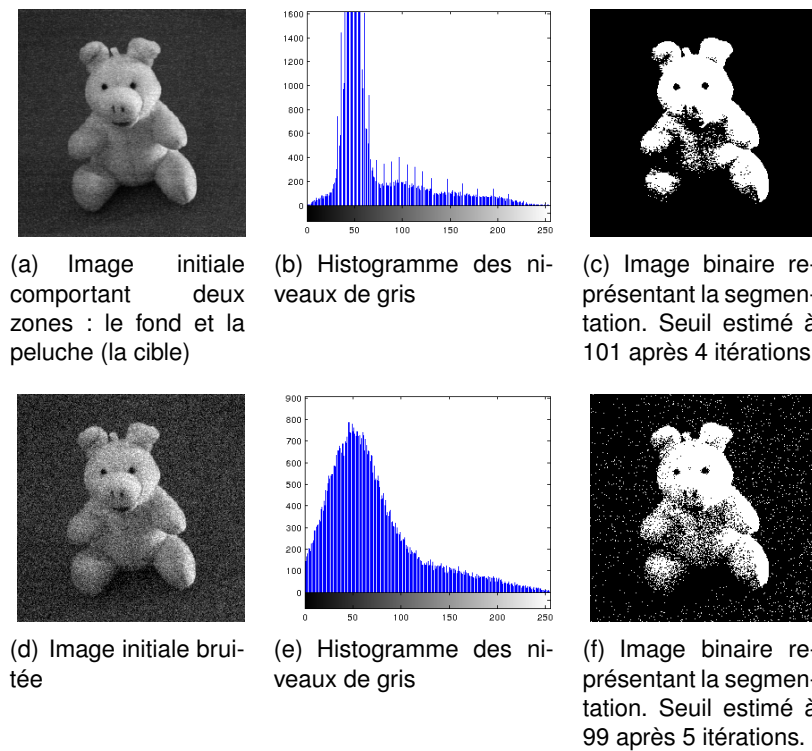 1600
1400
1200
1000
800
600
400
200
0
0 50 100 150 200 250
(a) Image initiale
comportant deux
zones : le fond et la
peluche (la cible)
(b) Histogramme des ni-
veaux de gris
(c) Image binaire re-
présentant la segmen-
tation. Seuil estimé à
101 après 4 itérations
900
800
700
600
500
400
300
200
100
0
0 50 100 150 200 250
(d) Image initiale brui-
tée
(e) Histogramme des ni-
veaux de gris
(f) Image binaire re-
présentant la segmen-
tation. Seuil estimé à
99 après 5 itérations.